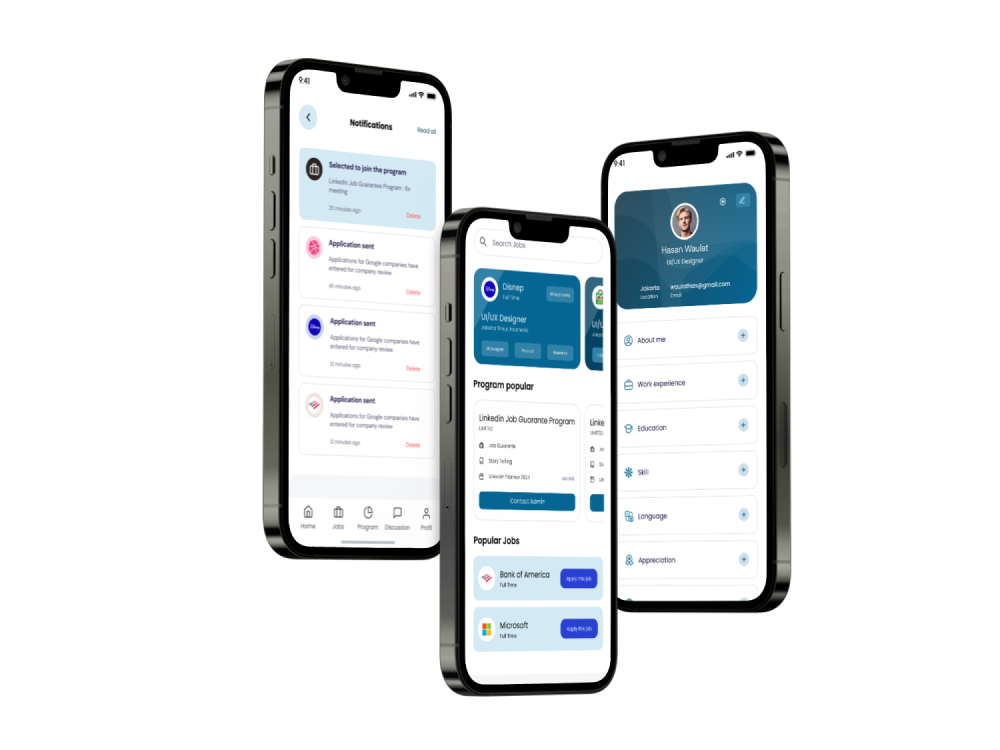 9:41
Notifications
Read all
Selected to join the program
Linkedin Job Guarantee Program : 6x
meeting
25 minutes ago
Delete
Application sent
Applications for Google companies have
entered for company review
45 minutes ago
Delete
Application sent
Applications for Google companies have
entered for company review
12 minutes ago
Delete
Application sent
Applications for Google companies have
entered for company review
12 minutes ago
Delete
Home
Jobs
Program
Discussion
Profil
Search Jobs
Disnep
Full Time
UI/UX Designer
Jakarta Timur, Indonesia
UI Designer
Research
UI/U
Program popular
Linkedin Job Guarante Program
LIMITED
Job Guarante
Story Telling
Linkedin Planner 2024
Contact Admin
Linke
LIMITED
Popular Jobs
Bank of America
Full Time
Apply this job
Microsoft
Full Time
Apply this job
9:41
Hasan Waulat
UI/UX Designer
Jakarta
Location
waulathan@gmail.com
Email
About me
Work experience
Education
Skill
Language
Appreciation